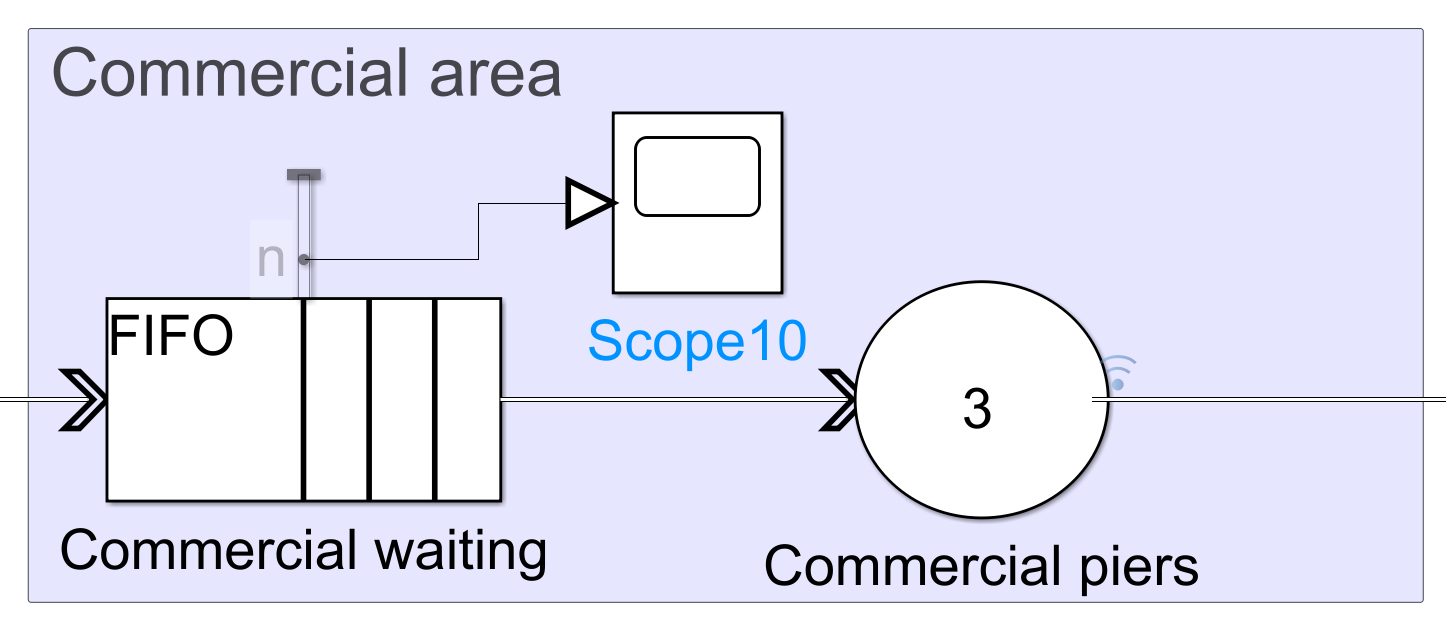 Commercial area
n
FIFO
Scope10
3
Commercial waiting
Commercial piers